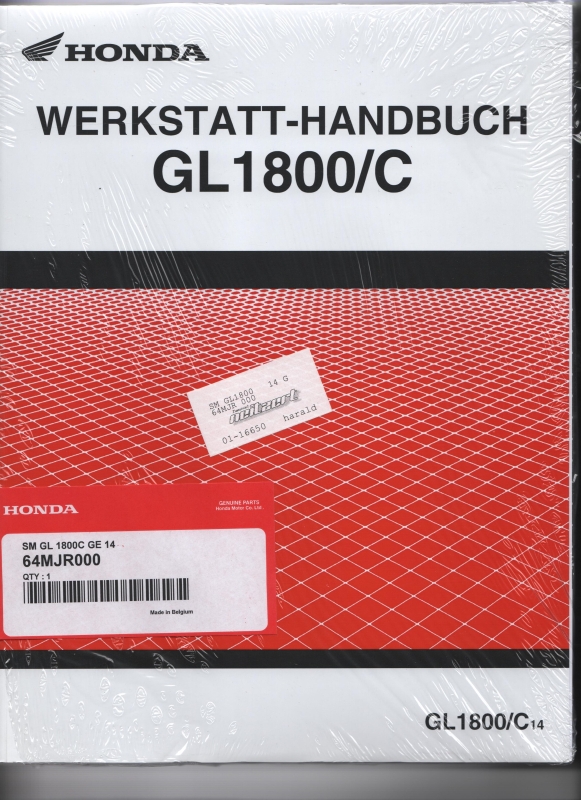 HONDA
WERKSTATT-HANDBUCH
GL1800/C
SM GL1800 14 G
64MJR 000
neitzert
01-16650 harald
HONDA
GENUINE PARTS
Honda Motor Co. Ltd.
SM GL 1800C GE 14
64MJR000
QTY : 1
Made in Belgium
GL1800/C14